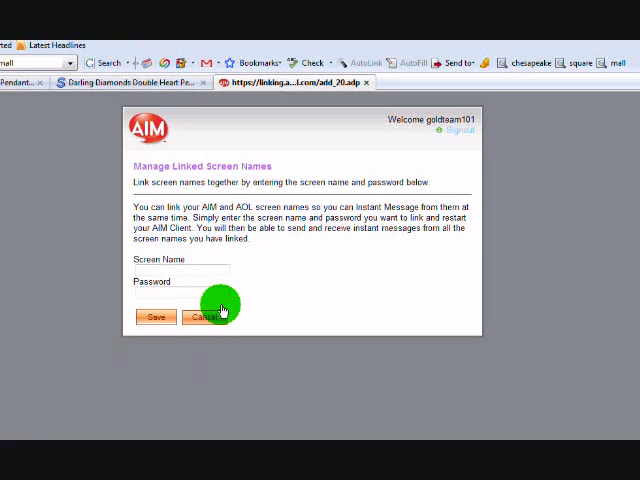 rted Latest Headlines
mall Search Bookmarks Check AutoLink AutoFill Send to chesapeake square mall
Pendant... Darling Diamonds Double Heart Pe... https://linking.a...l.com/add_20.adp
AIM
Welcome goldteam101
Signout
Manage Linked Screen Names
Link screen names together by entering the screen name and password below.
You can link your AIM and AOL screen names so you can Instant Message from them at
the same time. Simply enter the screen name and password you want to link and restart
your AIM Client. You will then be able to send and receive instant messages from all the
screen names you have linked.
Screen Name
Password
Save Cancel